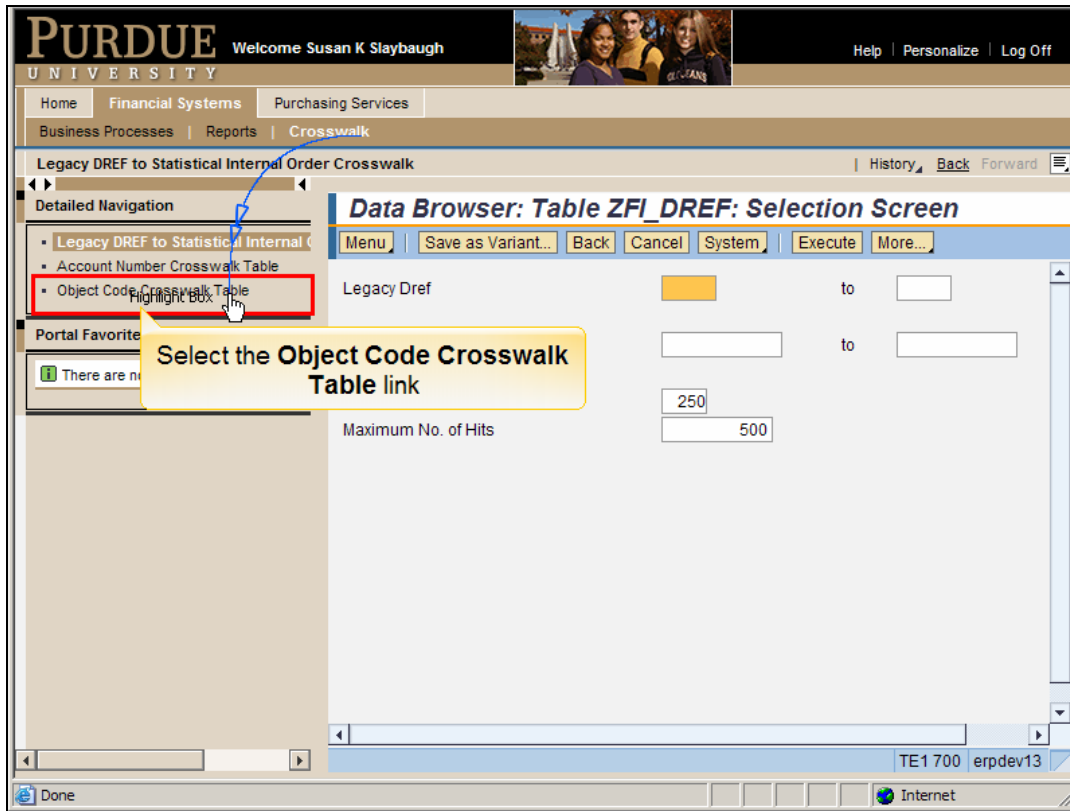 PURDUE
UNIVERSITY
Welcome Susan K Slaybaugh
Help | Personalize | Log Off
Home Financial Systems Purchasing Services
Business Processes | Reports | Crosswalk
Legacy DREF to Statistical Internal Order Crosswalk
| History Back Forward
Detailed Navigation
Legacy DREF to Statistical Internal
Account Number Crosswalk Table
Object Code Crosswalk Table
Highlight Box
Portal Favorite
There are n
Select the Object Code Crosswalk
Table link
Data Browser: Table ZFI_DREF: Selection Screen
Menu | Save as Variant... Back Cancel System | Execute More...
Legacy Dref to
to
250
Maximum No. of Hits 500
TE1 700 erpdev13
Done Internet